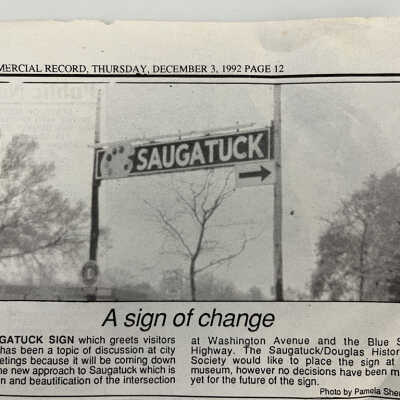 MERCIAL RECORD, THURSDAY, DECEMBER 3, 1992 PAGE 12
SAUGATUCK
A sign of change
GATUCK SIGN which greets visitors
has been a topic of discussion at city
etings because it will be coming down
he new approach to Saugatuck which is
n and beautification of the intersection
at Washington Avenue and the Blue S
Highway. The Saugatuck/Douglas Histor
Society would like to place the sign at
museum, however no decisions have been m
yet for the future of the sign.
Photo by Pamela She